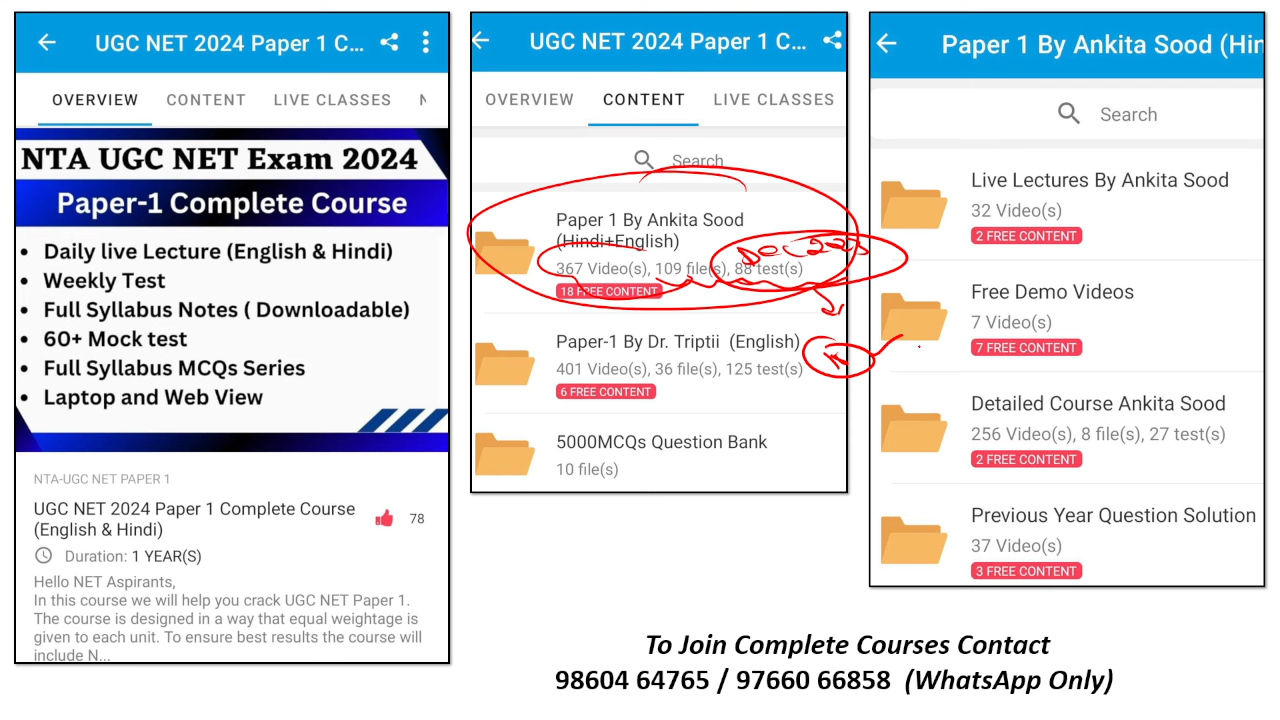 UGC NET 2024 Paper 1 C...
OVERVIEW CONTENT LIVE CLASSES
NTA UGC NET Exam 2024
Paper-1 Complete Course
• Daily live Lecture (English & Hindi)
• Weekly Test
• Full Syllabus Notes ( Downloadable)
• 60+ Mock test
• Full Syllabus MCQs Series
• Laptop and Web View
NTA-UGC NET PAPER 1
UGC NET 2024 Paper 1 Complete Course
(English & Hindi)
78
Duration: 1 YEAR(S)
Hello NET Aspirants,
In this course we will help you crack UGC NET Paper 1.
The course is designed in a way that equal weightage is
given to each unit. To ensure best results the course will
include N...
UGC NET 2024 Paper 1 C...
OVERVIEW CONTENT LIVE CLASSES
Search
Paper 1 By Ankita Sood
(Hindi+English)
367 Video(s), 109 file(s), 88 test(s)
18 FREE CONTENT
Paper-1 By Dr. Triptii (English)
401 Video(s), 36 file(s), 125 test(s)
6 FREE CONTENT
5000MCQs Question Bank
10 file(s)
Paper 1 By Ankita Sood (Hin
Search
Live Lectures By Ankita Sood
32 Video(s)
2 FREE CONTENT
Free Demo Videos
7 Video(s)
7 FREE CONTENT
Detailed Course Ankita Sood
256 Video(s), 8 file(s), 27 test(s)
2 FREE CONTENT
Previous Year Question Solution
37 Video(s)
3 FREE CONTENT
To Join Complete Courses Contact
98604 64765 / 97660 66858 (WhatsApp Only)